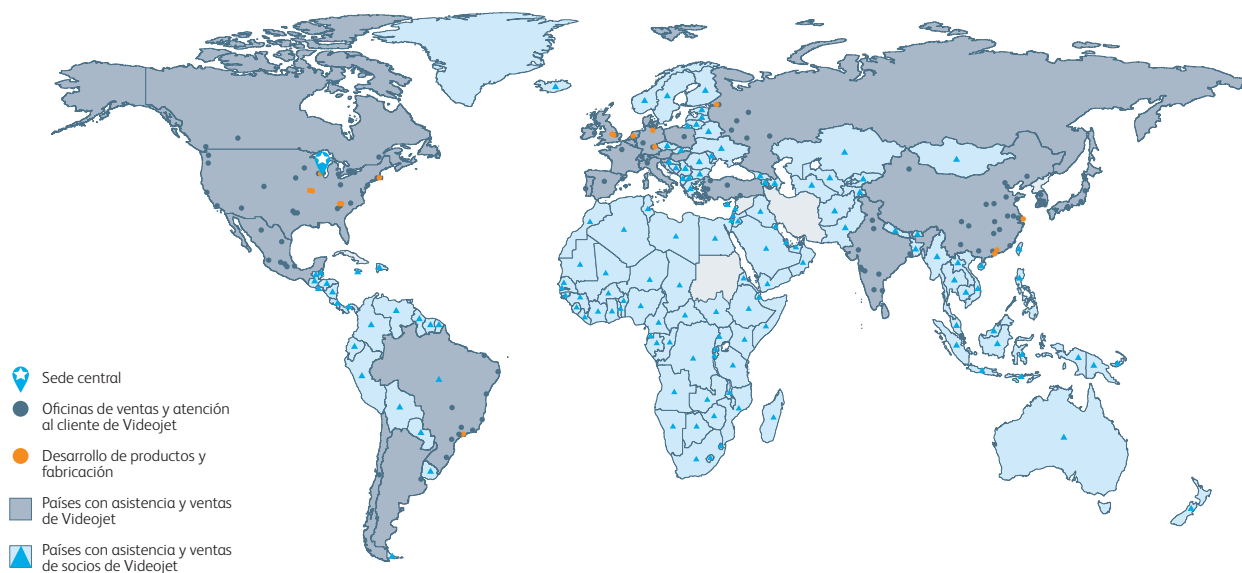 Sede central
Oficinas de ventas y atención
al cliente de Videojet
Desarrollo de productos y
fabricación
Países con asistencia y ventas
de Videojet
Países con asistencia y ventas
de socios de Videojet